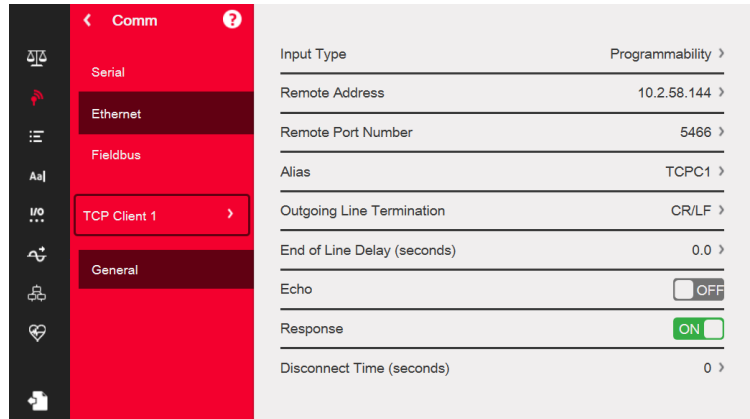 Comm
?
Serial
Ethernet
Fieldbus
TCP Client 1
General
Aa
I/O
Input Type Programmability
Remote Address 10.2.58.144
Remote Port Number 5466
Alias TCPC1
Outgoing Line Termination CR/LF
End of Line Delay (seconds) 0.0
Echo OFF
Response ON
Disconnect Time (seconds) 0